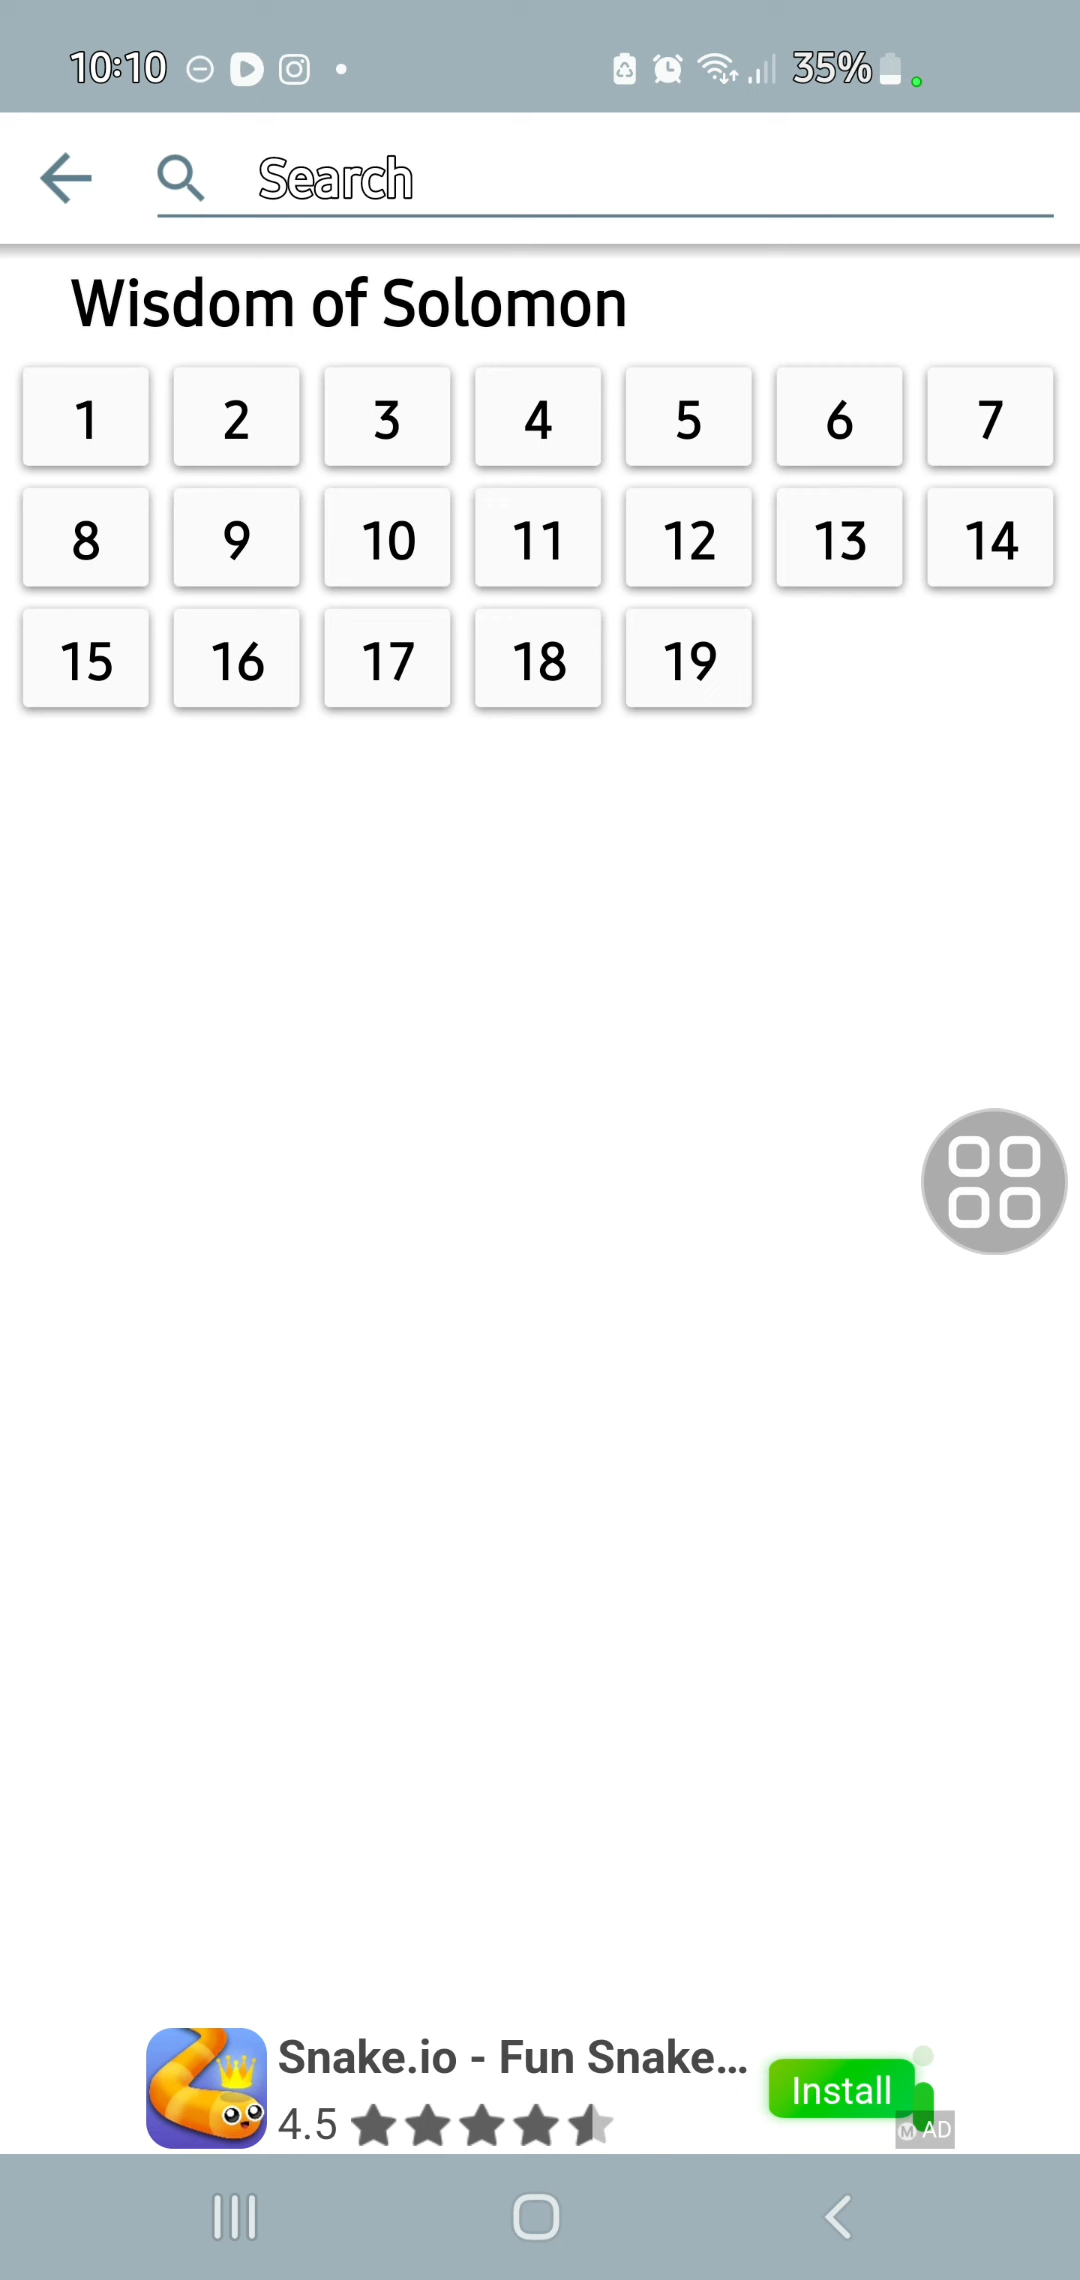 10:10 35%
Search
Wisdom of Solomon
1 2 3 4 5 6 7
8 9 10 11 12 13 14
15 16 17 18 19
Snake.io - Fun Snake...
4.5
Install
M AD